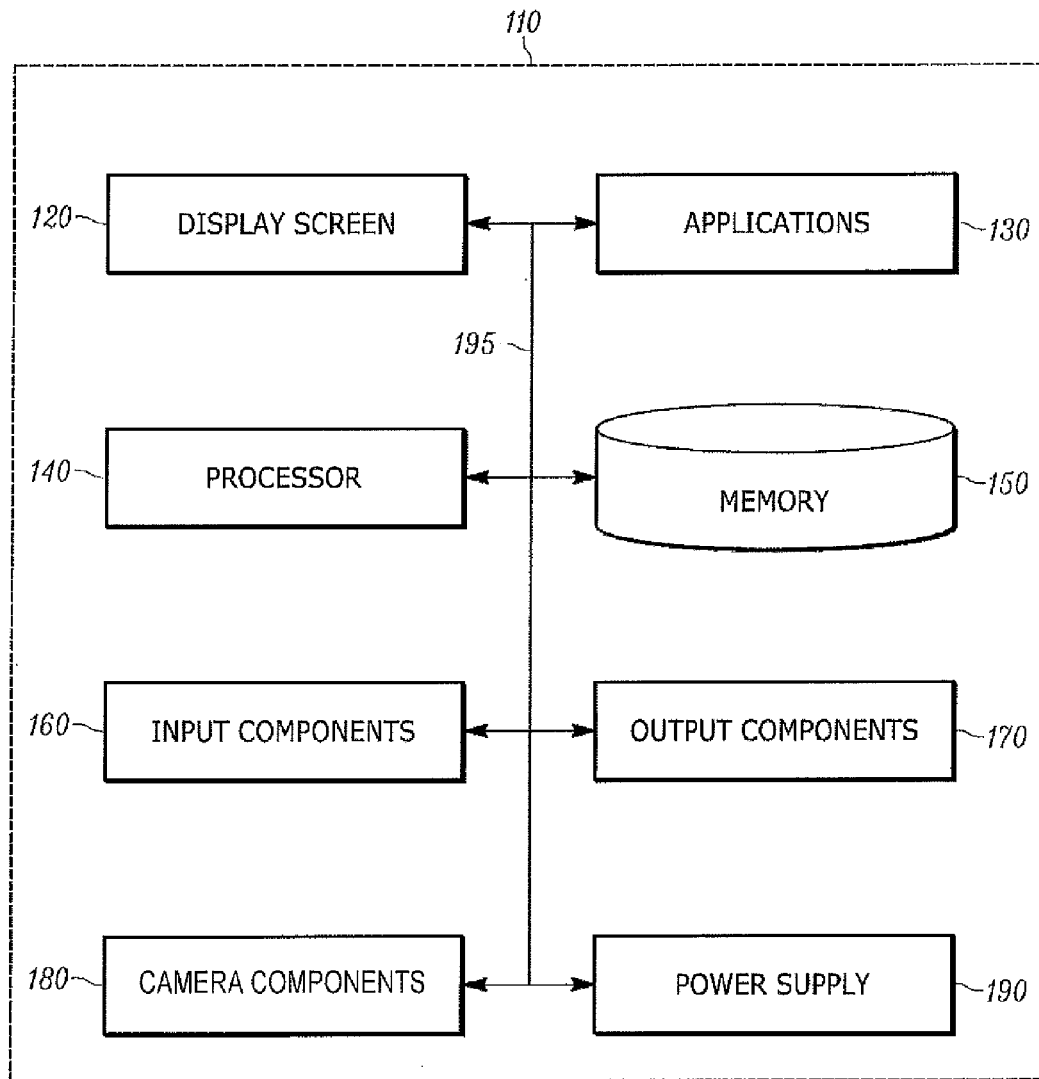 110
120 DISPLAY SCREEN APPLICATIONS 130
195
140 PROCESSOR MEMORY 150
160 INPUT COMPONENTS OUTPUT COMPONENTS 170
180 CAMERA COMPONENTS POWER SUPPLY 190